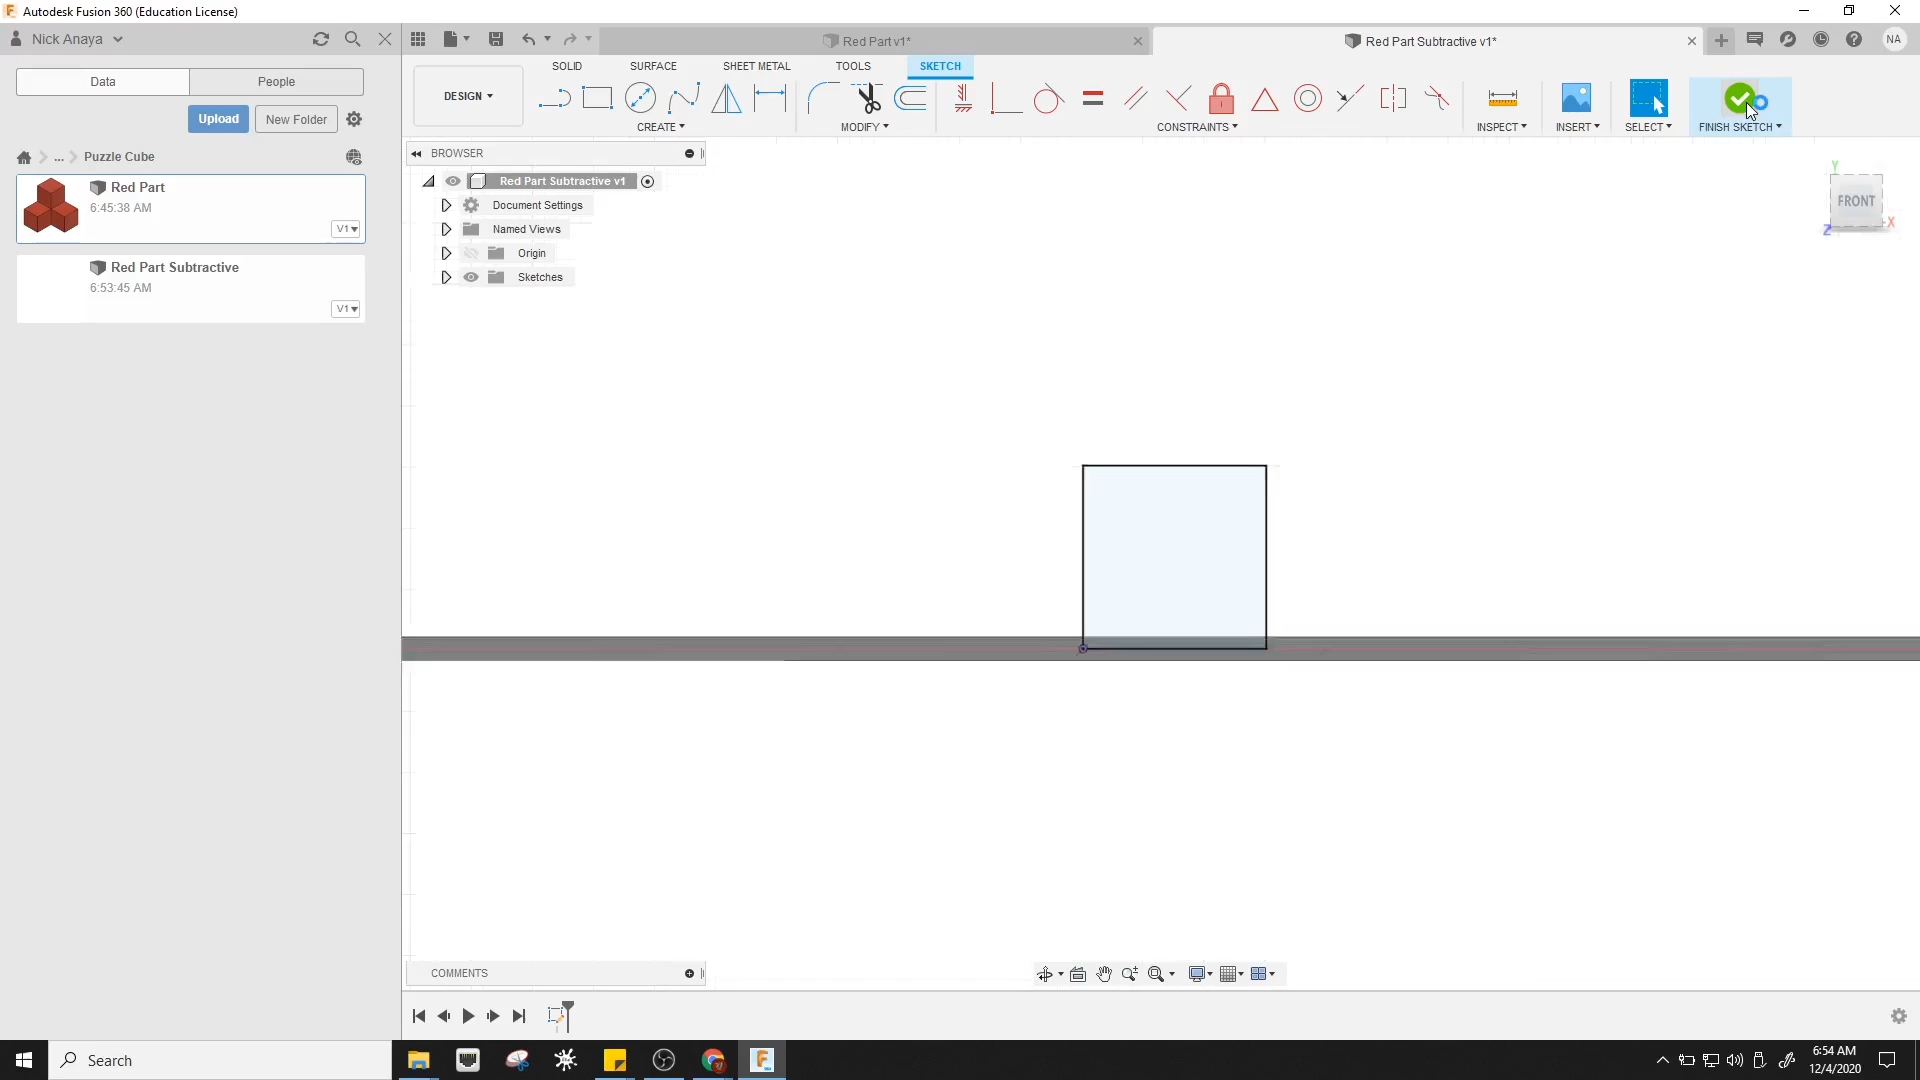 Autodesk Fusion 360 (Education License)
Nick Anaya
Red Part v1*
Red Part Subtractive v1*
NA
Data
People
SOLID
SURFACE
SHEET METAL
TOOLS
SKETCH
DESIGN
Upload
New Folder
CREATE
MODIFY
CONSTRAINTS
INSPECT
INSERT
SELECT
FINISH SKETCH
... Puzzle Cube
BROWSER
Red Part
6:45:38 AM
V1
Red Part Subtractive v1
Document Settings
Named Views
Origin
Sketches
Y
FRONT
X
Z
Red Part Subtractive
6:53:45 AM
V1
COMMENTS
Search
6:54 AM
12/4/2020